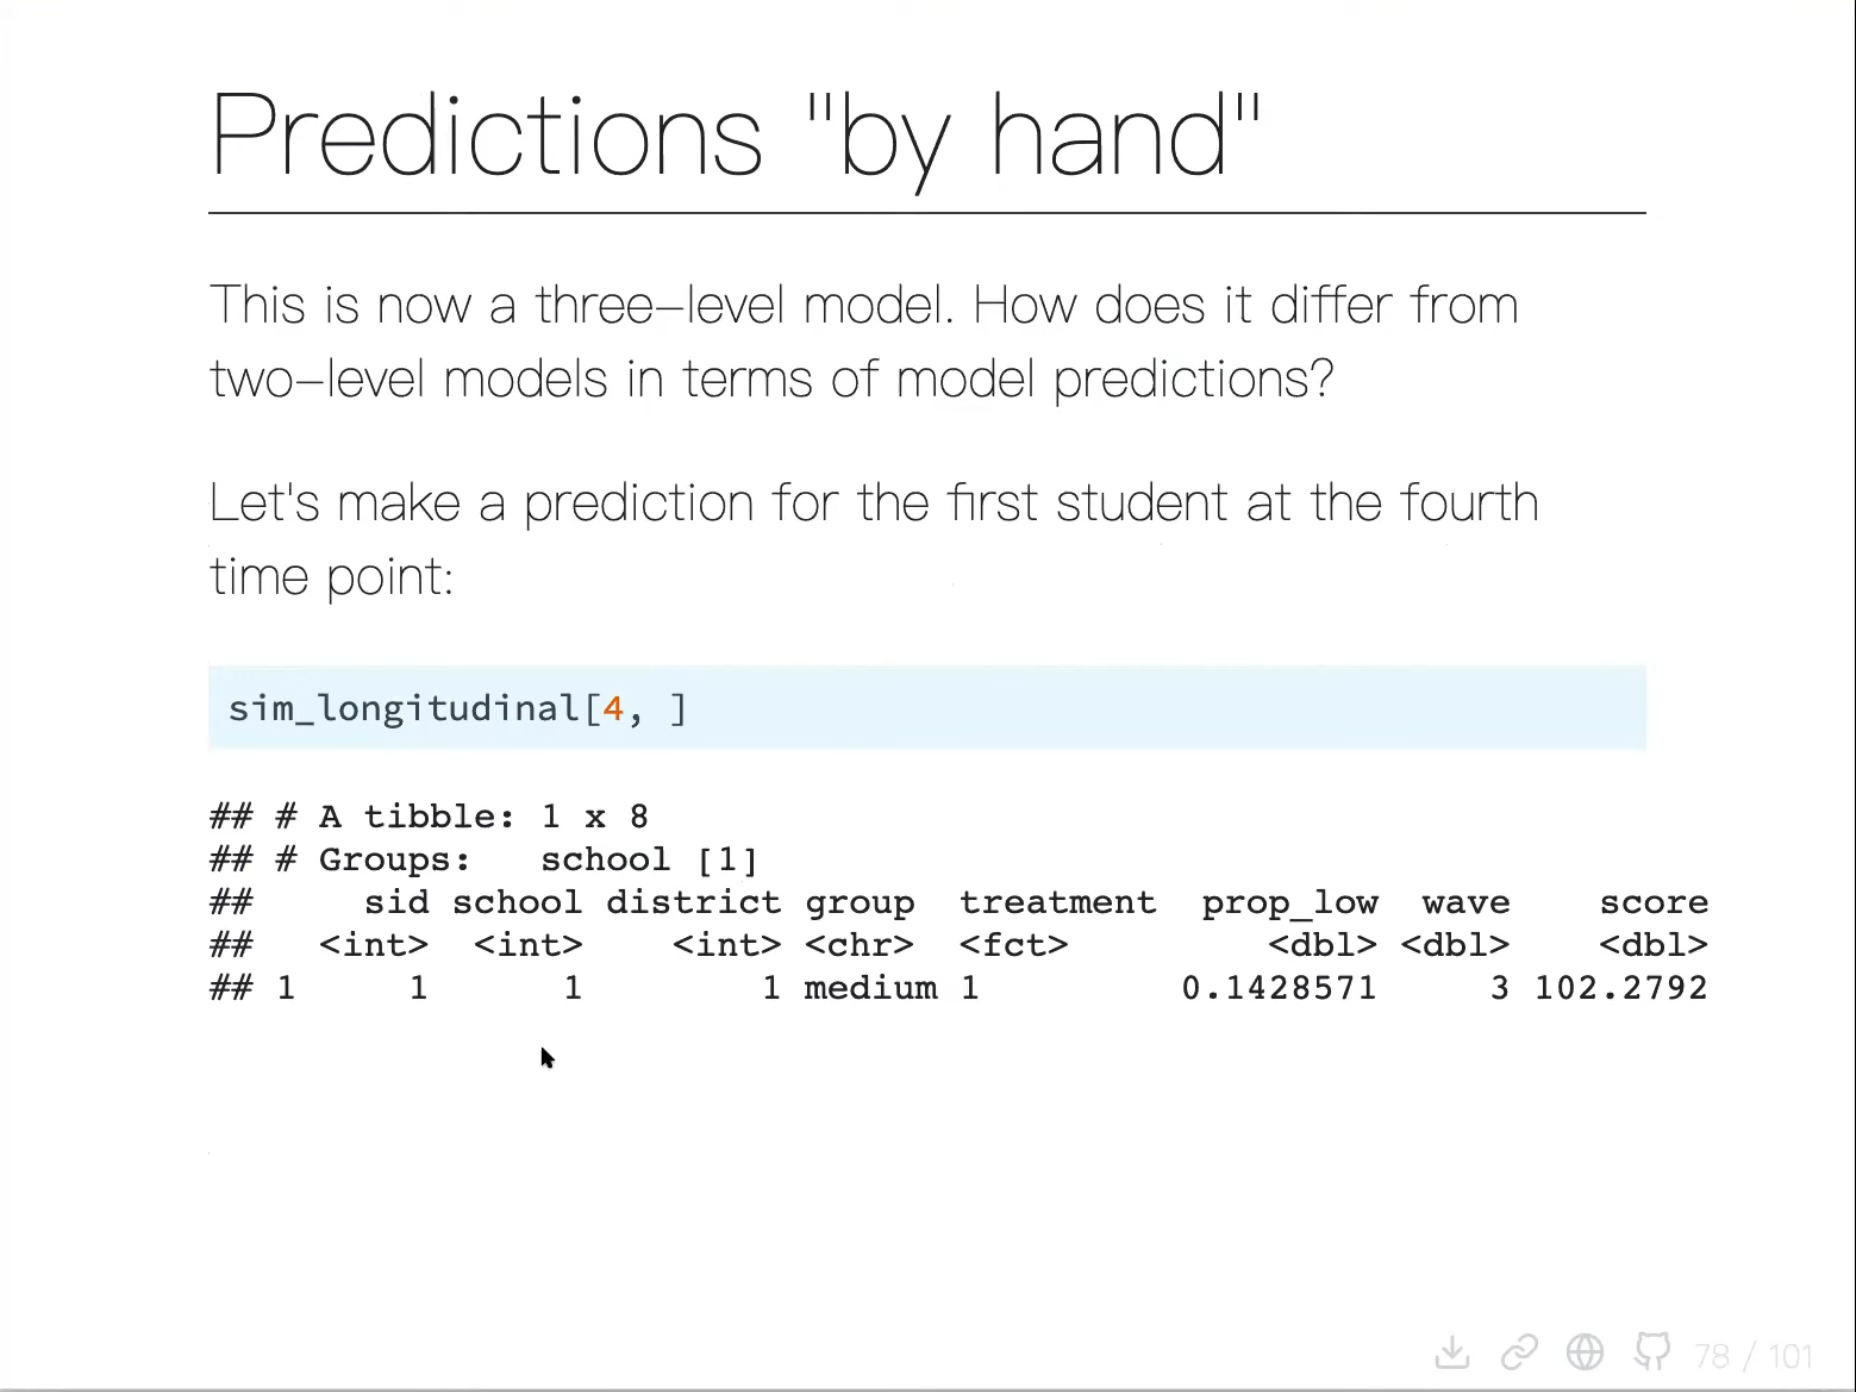 Predictions "by hand"
This is now a three–level model. How does it differ from
two–level models in terms of model predictions?
Let's make a prediction for the first student at the fourth
time point:
sim_longitudinal[4, ]
## # A tibble: 1 x 8
## # Groups:   school [1]
##     sid school district group  treatment  prop_low  wave    score
##   <int>  <int>    <int> <chr>  <fct>         <dbl> <dbl>    <dbl>
## 1     1      1        1 medium 1         0.1428571     3 102.2792
78 / 101